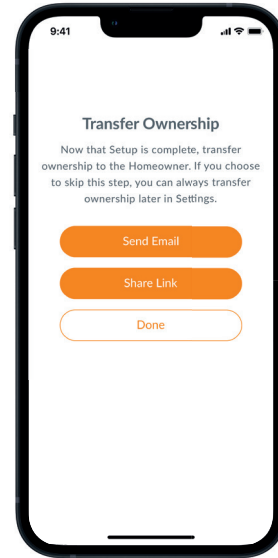 9:41
Transfer Ownership
Now that Setup is complete, transfer
ownership to the Homeowner. If you choose
to skip this step, you can always transfer
ownership later in Settings.
Send Email
Share Link
Done